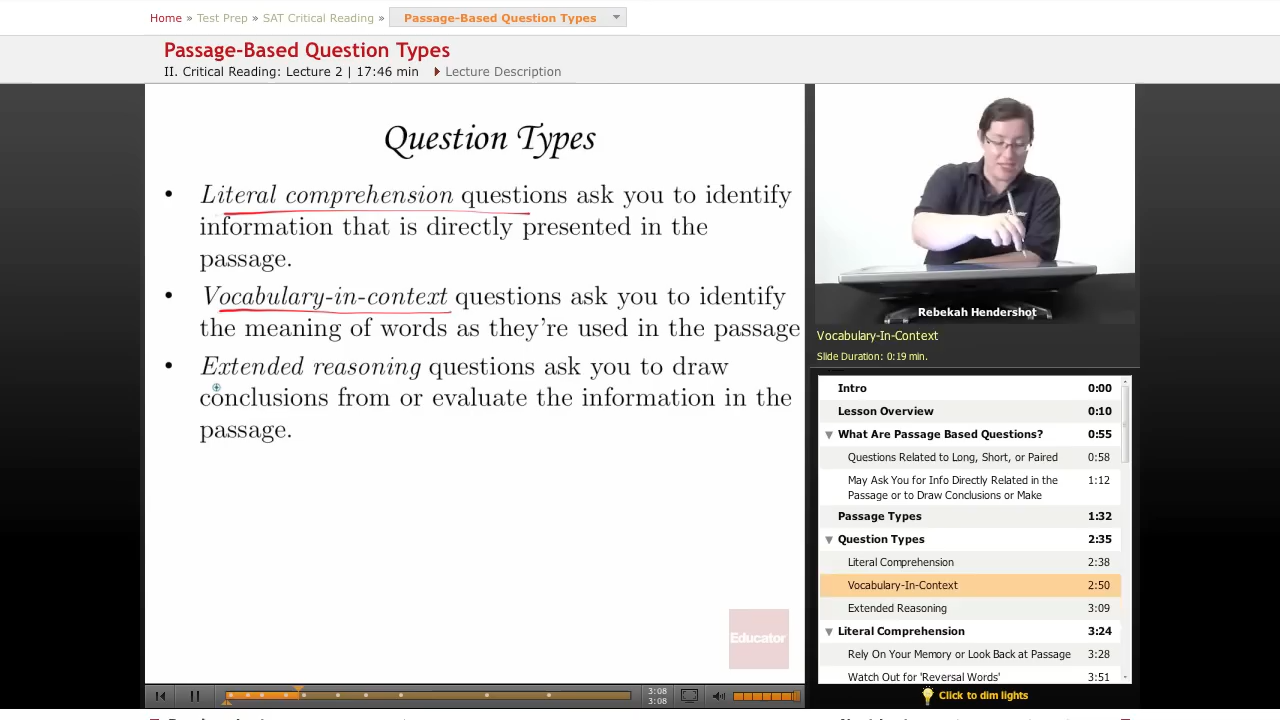 Home » Test Prep » SAT Critical Reading » Passage-Based Question Types
Passage-Based Question Types
II. Critical Reading: Lecture 2 | 17:46 min Lecture Description
Question Types
• Literal comprehension questions ask you to identify
information that is directly presented in the
passage.
• Vocabulary-in-context questions ask you to identify
the meaning of words as they're used in the passage
• Extended reasoning questions ask you to draw
conclusions from or evaluate the information in the
passage.
Educator
3:08
3:08
Rebekah Hendershot
Vocabulary-In-Context
Slide Duration: 0:19 min.
Intro 0:00
Lesson Overview 0:10
What Are Passage Based Questions? 0:55
Questions Related to Long, Short, or Paired 0:58
May Ask You for Info Directly Related in the 1:12
Passage or to Draw Conclusions or Make
Passage Types 1:32
Question Types 2:35
Literal Comprehension 2:38
Vocabulary-In-Context 2:50
Extended Reasoning 3:09
Literal Comprehension 3:24
Rely On Your Memory or Look Back at Passage 3:28
Watch Out for 'Reversal Words' 3:51
Click to dim lights